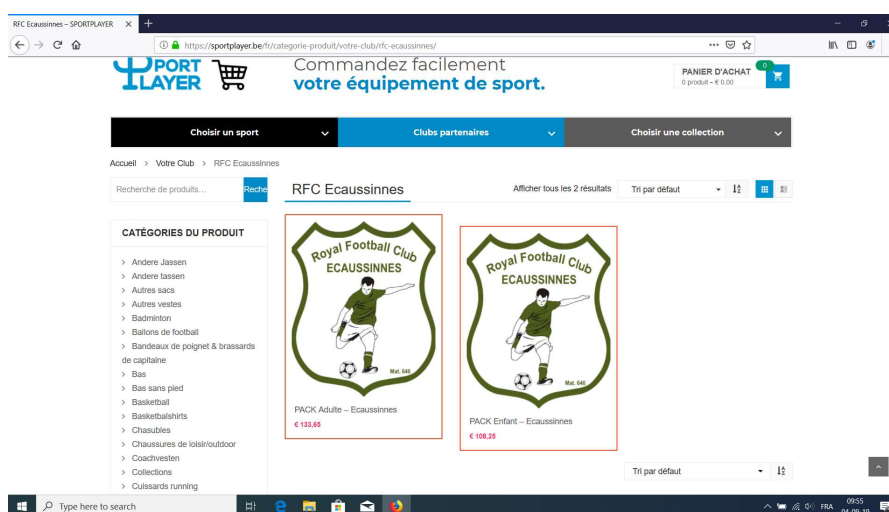 RFC Ecaussinnes – SPORTPLAYER
https://sportplayer.be/fr/categorie-produit/votre-club/rfc-ecaussinnes/
PORT
LAYER
Commandez facilement
votre équipement de sport.
PANIER D'ACHAT
0 produit – € 0,00
0
Choisir un sport
Clubs partenaires
Choisir une collection
Accueil > Votre Club > RFC Ecaussinnes
Recherche de produits…
Reche
RFC Ecaussinnes
Afficher tous les 2 résultats
Tri par défaut
CATÉGORIES DU PRODUIT
> Andere Jassen
> Andere tassen
> Autres sacs
> Autres vestes
> Badminton
> Ballons de football
> Bandeaux de poignet & brassards
de capitaine
> Bas
> Bas sans pied
> Basketball
> Basketbalshirts
> Chasubles
> Chaussures de loisir/outdoor
> Coachvesten
> Collections
> Cuissards running
Royal Football Club
ECAUSSINNES
Mat. 646
PACK Adulte – Ecaussinnes
€ 133,65
Royal Football Club
ECAUSSINNES
Mat. 646
PACK Enfant – Ecaussinnes
€ 108,25
Tri par défaut
Type here to search
FRA
09:55
04-09-19